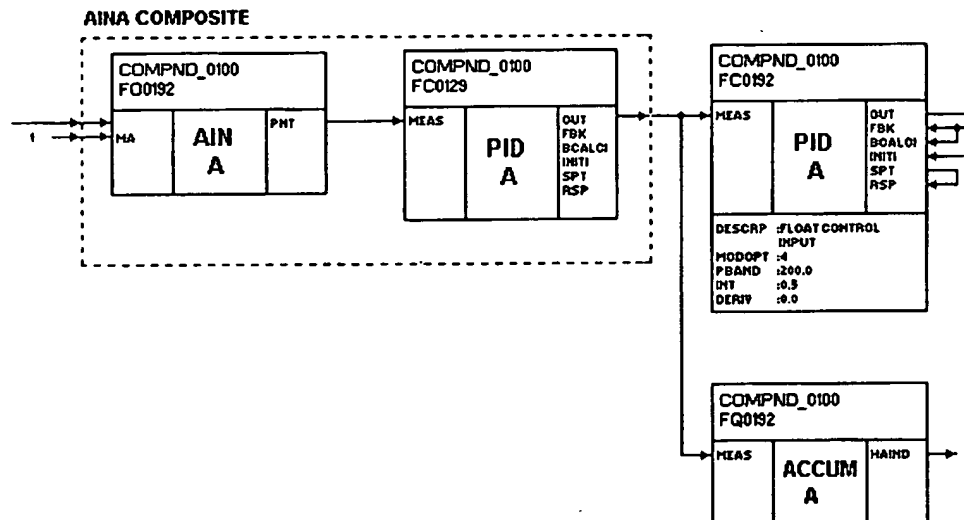 AINA COMPOSITE
COMPND_0100
FO0192
MA
AIN
A
PNT
1
COMPND_0100
FC0129
MEAS
PID
A
OUT
FBK
BCALCI
INITI
SPT
RSP
COMPND_0100
FC0192
MEAS
PID
A
OUT
FBK
BCALCI
INITI
SPT
RSP
DESCRP :FLOAT CONTROL
INPUT
MODOPT :4
PBAND :200.0
INT :0.5
DERIV :0.0
COMPND_0100
FQ0192
MEAS
ACCUM
A
HAIND